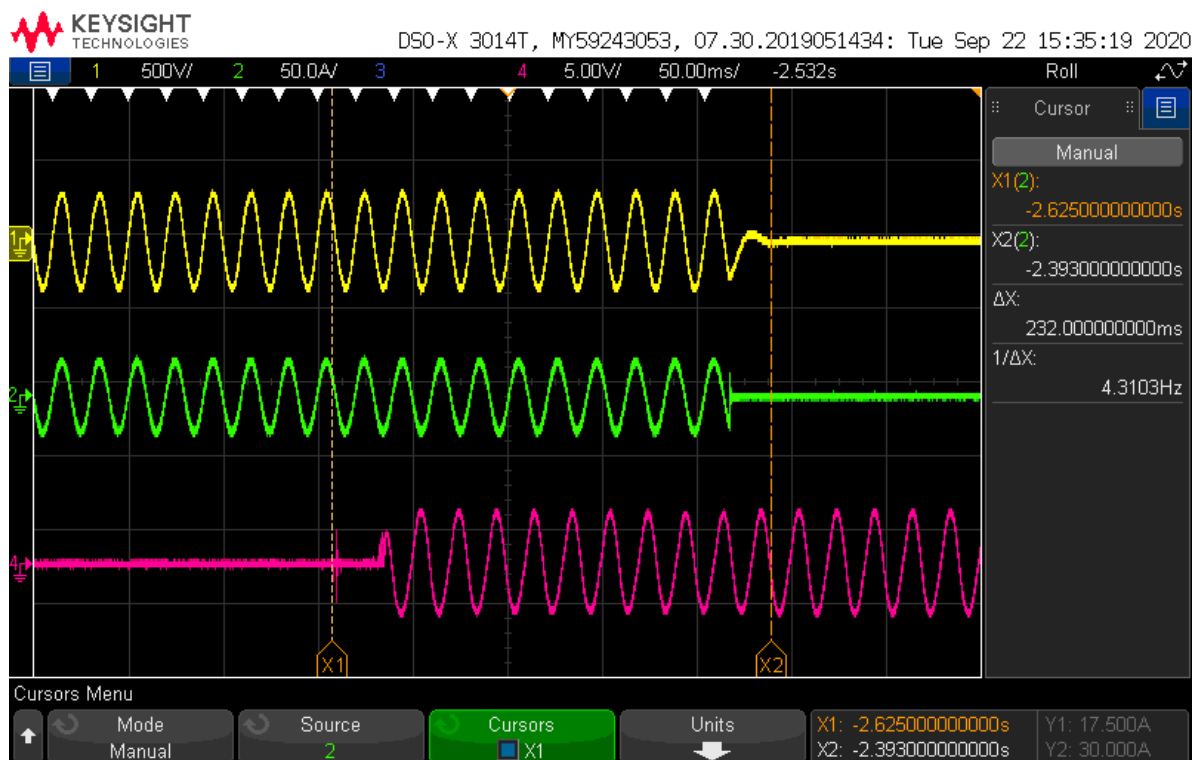 KEYSIGHT
TECHNOLOGIES
DSO-X 3014T, MY59243053, 07.30.2019051434: Tue Sep 22 15:35:19 2020
1 500V/ 2 50.0A/ 3 4 5.00V/ 50.00ms/ -2.532s Roll
Cursor
Manual
X1(2):
-2.625000000000s
X2(2):
-2.393000000000s
ΔX:
232.000000000ms
1/ΔX:
4.3103Hz
1
2
4
X1 X2
Cursors Menu
Mode Source Cursors Units X1: -2.625000000000s Y1: 17.500A
Manual 2 X1 X2: -2.393000000000s Y2: 30.000A